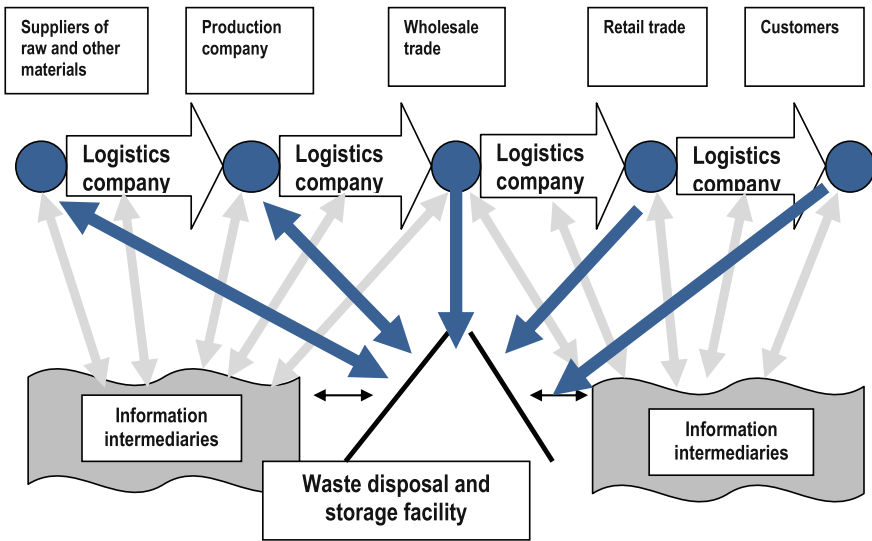 Suppliers of
raw and other
materials
Production
company
Wholesale
trade
Retail trade
Customers
Logistics
company
Logistics
company
Logistics
company
Logistics
company
Information
intermediaries
Information
intermediaries
Waste disposal and
storage facility